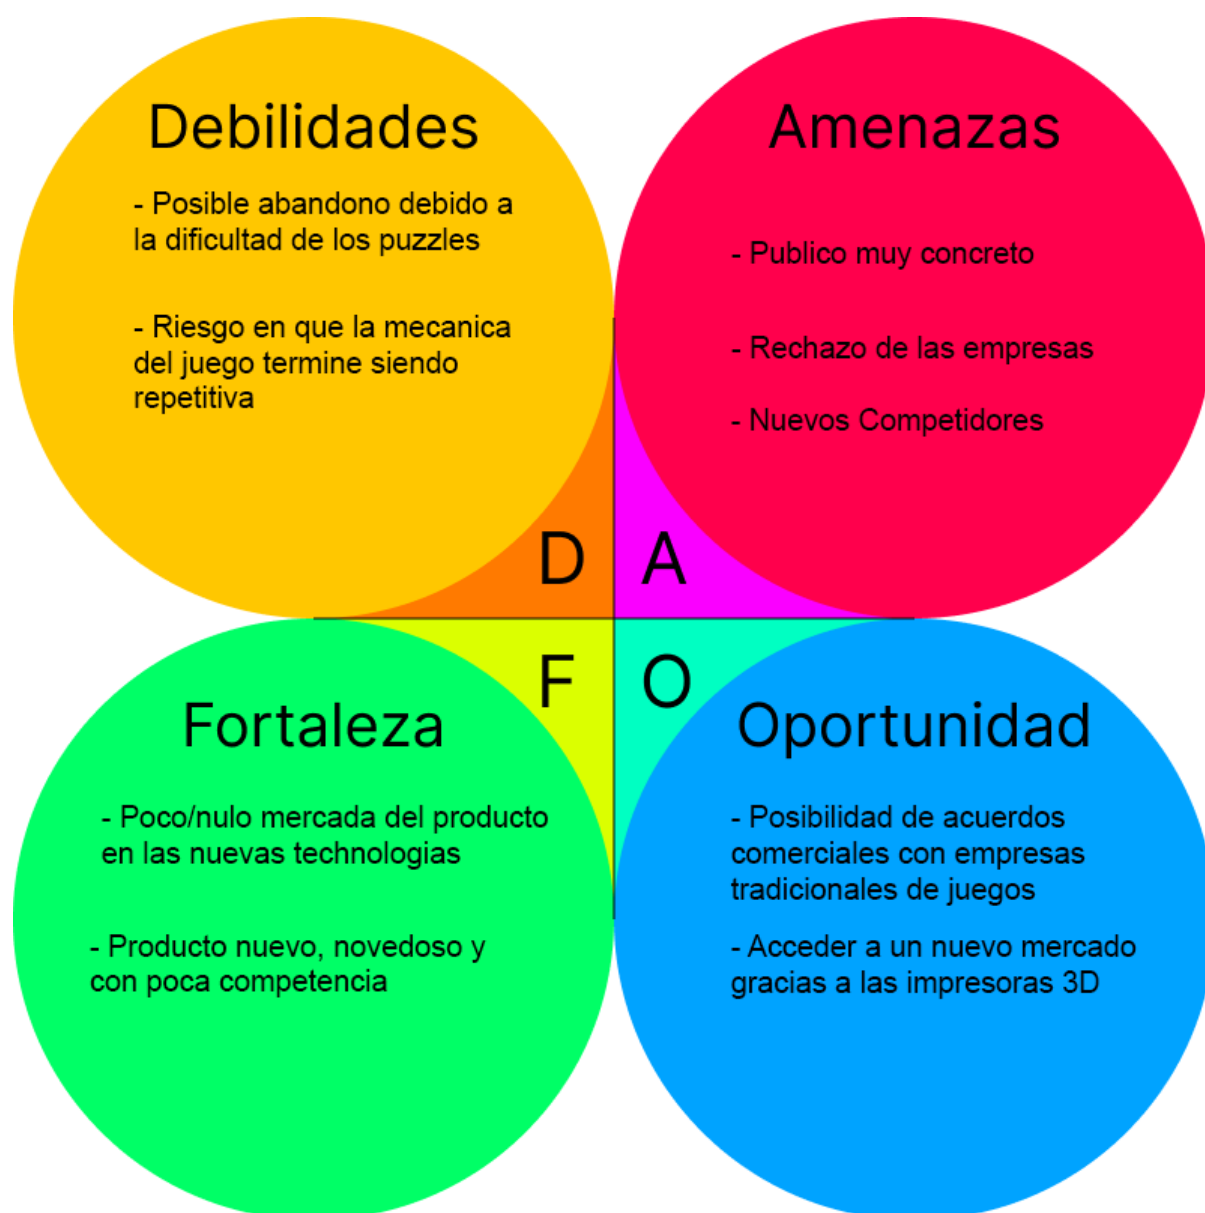 Debilidades
- Posible abandono debido a
la dificultad de los puzzles
- Riesgo en que la mecanica
del juego termine siendo
repetitiva
Amenazas
- Publico muy concreto
- Rechazo de las empresas
- Nuevos Competidores
D
A
F
O
Fortaleza
- Poco/nulo mercada del producto
en las nuevas technologias
- Producto nuevo, novedoso y
con poca competencia
Oportunidad
- Posibilidad de acuerdos
comerciales con empresas
tradicionales de juegos
- Acceder a un nuevo mercado
gracias a las impresoras 3D